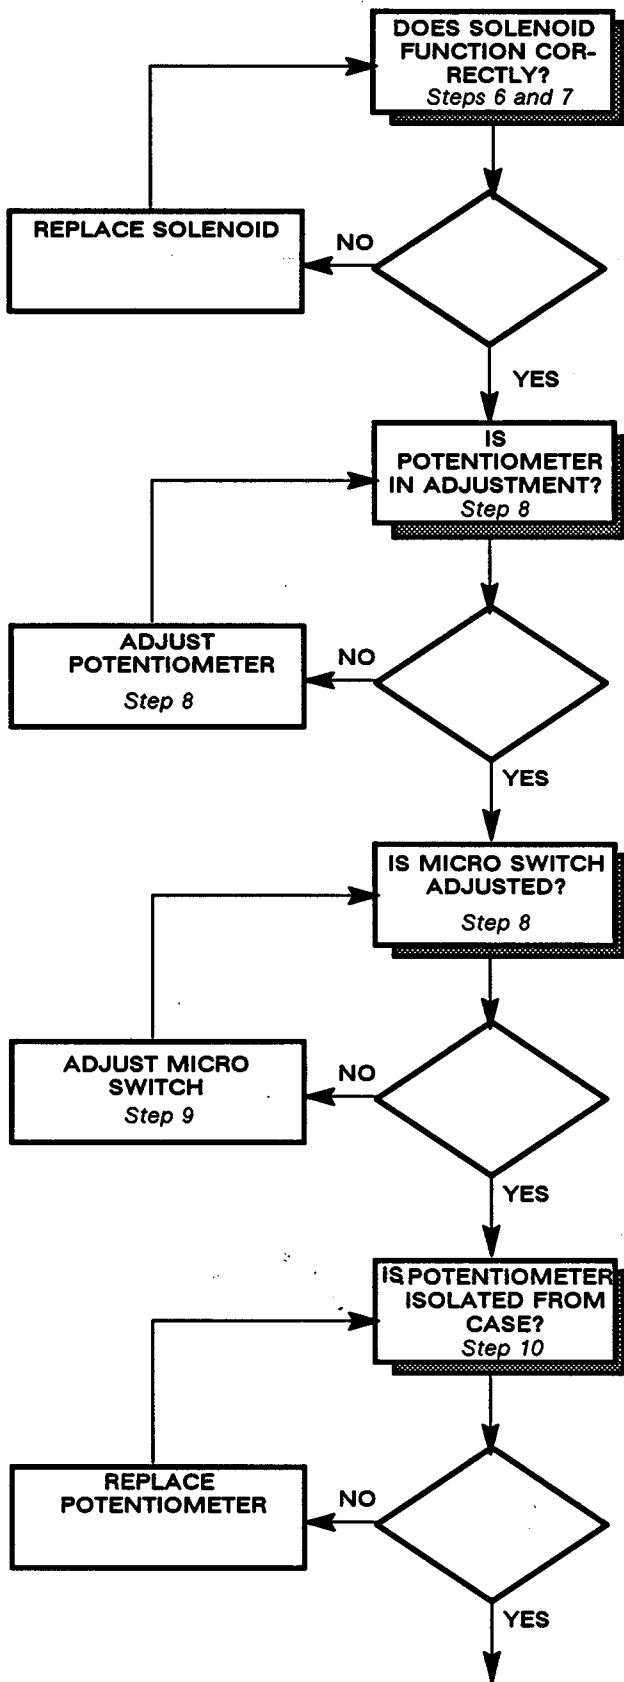 DOES SOLENOID
FUNCTION COR-
RECTLY?
Steps 6 and 7
REPLACE SOLENOID
NO
YES
IS
POTENTIOMETER
IN ADJUSTMENT?
Step 8
ADJUST
POTENTIOMETER
Step 8
NO
YES
IS MICRO SWITCH
ADJUSTED?
Step 8
ADJUST MICRO
SWITCH
Step 9
NO
YES
IS POTENTIOMETER
ISOLATED FROM
CASE?
Step 10
REPLACE
POTENTIOMETER
NO
YES